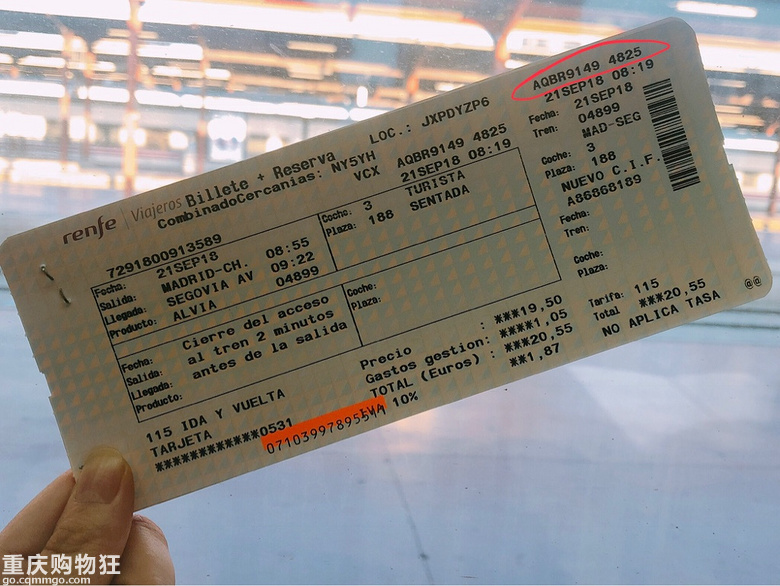 renfe Viajeros Billete + Reserva LOC.: JXPDYZP6
CombinadoCercanias: NY5YH VCX AQBR9149 4825
7291800913589 21SEP18 08:19
Fecha: 21SEP18 Coche: 3 TURISTA
Salida: MADRID-CH. 08:55 Plaza: 188 SENTADA
Llegada: SEGOVIA AV 09:22
Producto: ALVIA 04899
Fecha: Cierre del acceso Coche:
Salida: al tren 2 minutos Plaza:
Llegada: antes de la salida
Producto:
115 IDA Y VUELTA
TARJETA
************0531
Precio : ***19,50
Gastos gestion: ****1,05
TOTAL (Euros) : ***20,55
IVA 10% **1,87
AQBR9149 4825
21SEP18 08:19
Fecha: 21SEP18
Tren: 04899
MAD-SEG
Coche: 3
Plaza: 188
NUEVO C.I.F.
A86868189
Fecha:
Tren:
Coche:
Plaza:
Tarifa: 115
Total ***20,55
NO APLICA TASA
@@
重庆购物狂
go.cqmmgo.com